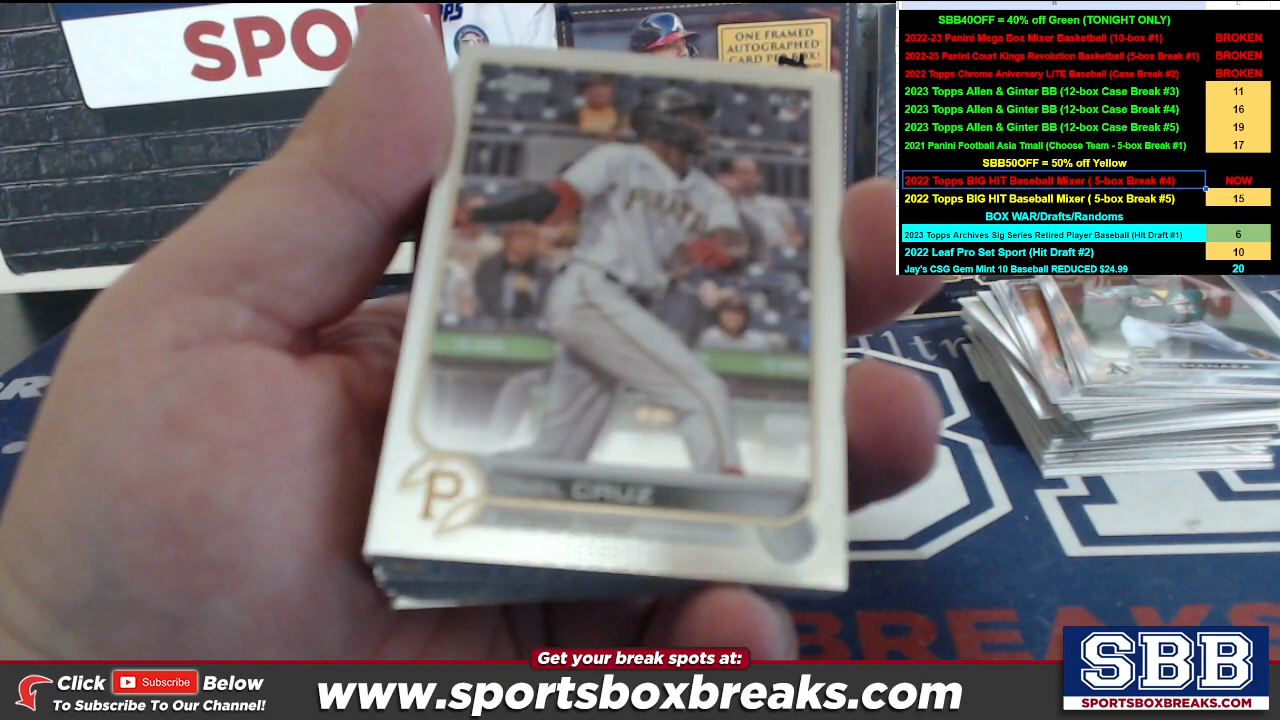 SPO
ONE FRAMED
AUTOGRAPHED
CARD PER BOX!
SBB40OFF = 40% off Green (TONIGHT ONLY)
2022-23 Panini Mega Box Mixer Basketball (10-box #1) BROKEN
2022-23 Panini Court Kings Revolution Basketball (5-box Break #1) BROKEN
2022 Topps Chrome Aniversary LITE Baseball (Case Break #2) BROKEN
2023 Topps Allen & Ginter BB (12-box Case Break #3) 11
2023 Topps Allen & Ginter BB (12-box Case Break #4) 16
2023 Topps Allen & Ginter BB (12-box Case Break #5) 19
2021 Panini Football Asia Tmall (Choose Team - 5-box Break #1) 17
SBB50OFF = 50% off Yellow
2022 Topps BIG HIT Baseball Mixer ( 5-box Break #4) NOW
2022 Topps BIG HIT Baseball Mixer ( 5-box Break #5) 15
BOX WAR/Drafts/Randoms
2023 Topps Archives Sig Series Retired Player Baseball (Hit Draft #1) 6
2022 Leaf Pro Set Sport (Hit Draft #2) 10
Jay's CSG Gem Mint 10 Baseball REDUCED $24.99 20
P CRUZ
BREAKS
Get your break spots at:
Click Subscribe Below
To Subscribe To Our Channel!
www.sportsboxbreaks.com
SBB
SPORTSBOXBREAKS.COM